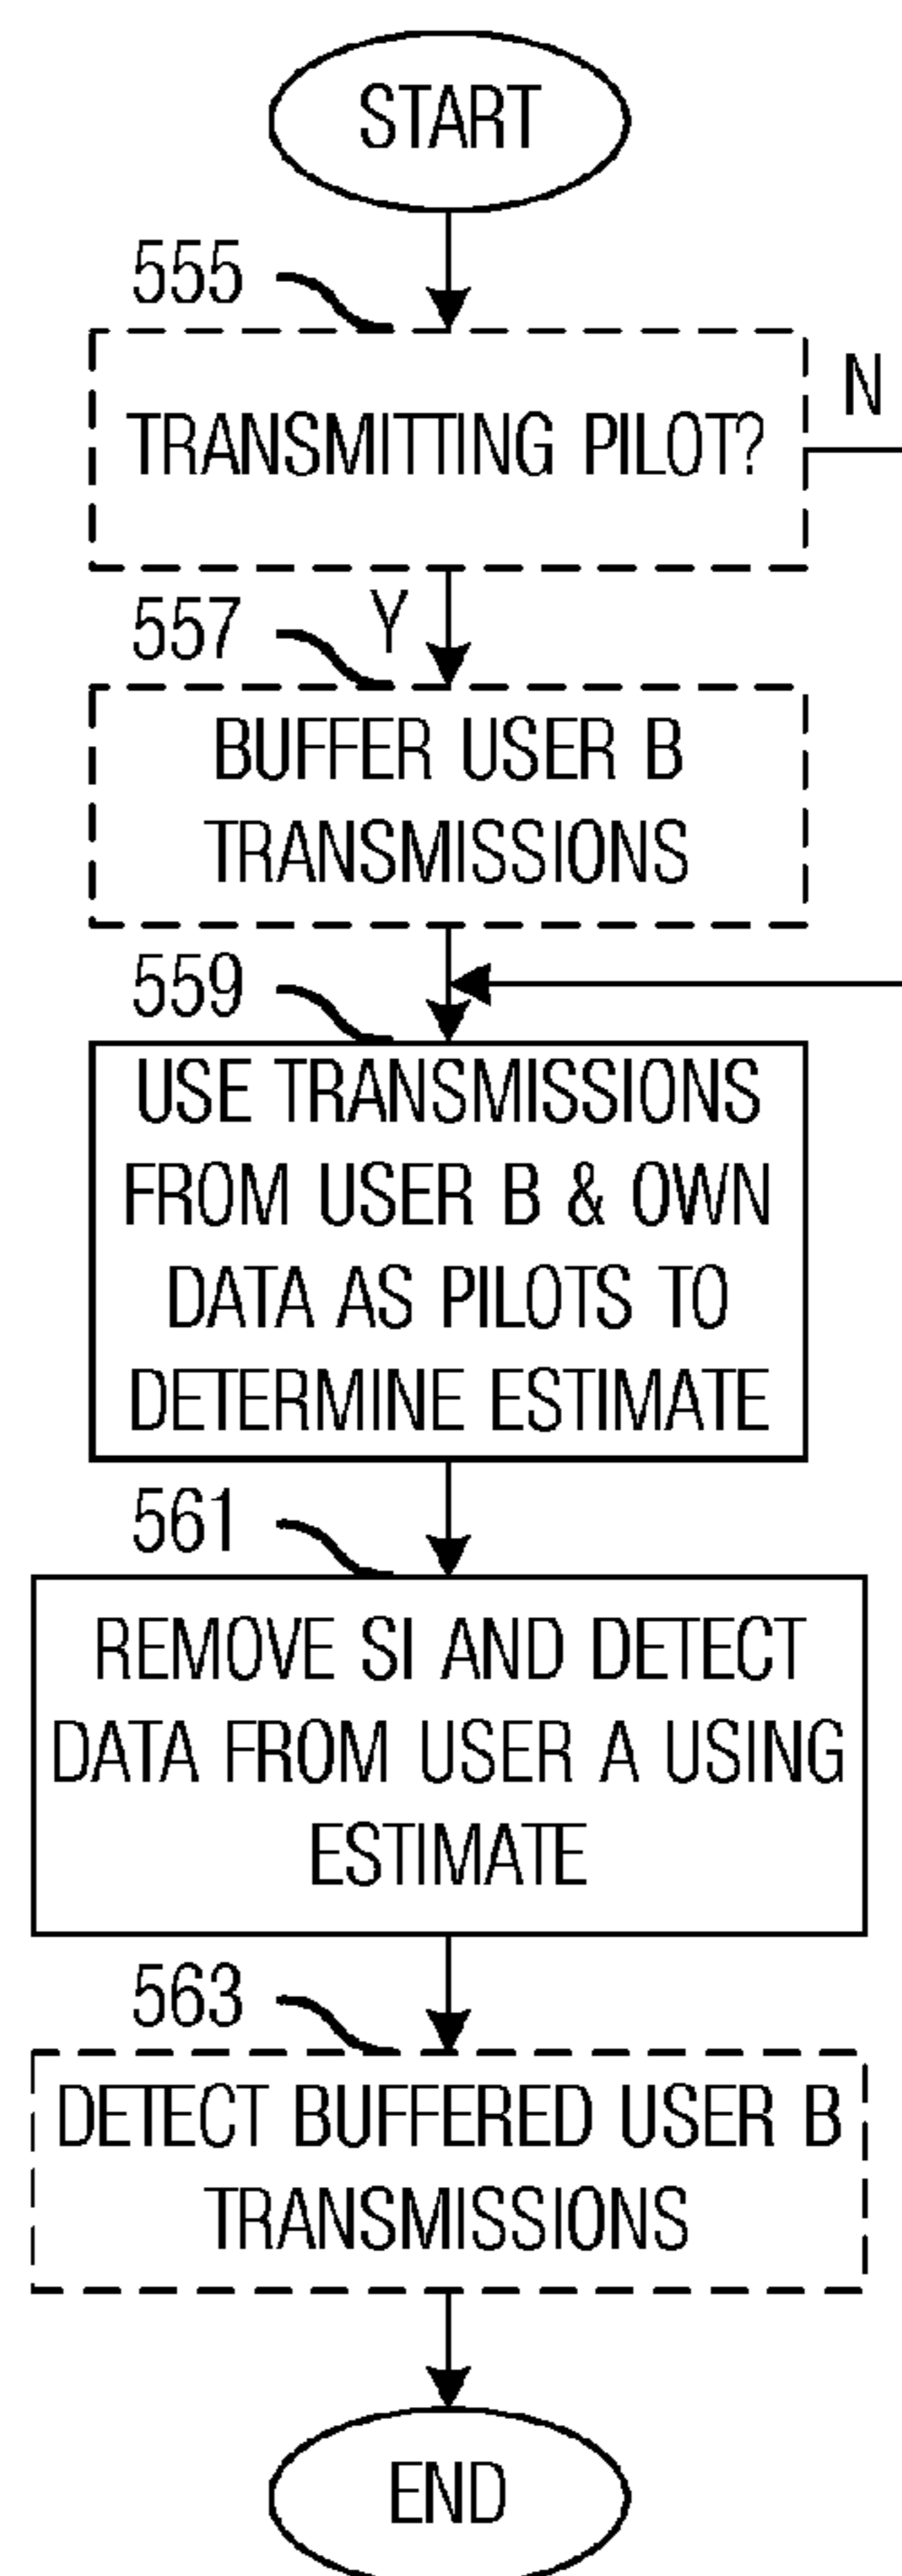 START
555
TRANSMITTING PILOT?
N
557
Y
BUFFER USER B
TRANSMISSIONS
559
USE TRANSMISSIONS
FROM USER B & OWN
DATA AS PILOTS TO
DETERMINE ESTIMATE
561
REMOVE SI AND DETECT
DATA FROM USER A USING
ESTIMATE
563
DETECT BUFFERED USER B
TRANSMISSIONS
END